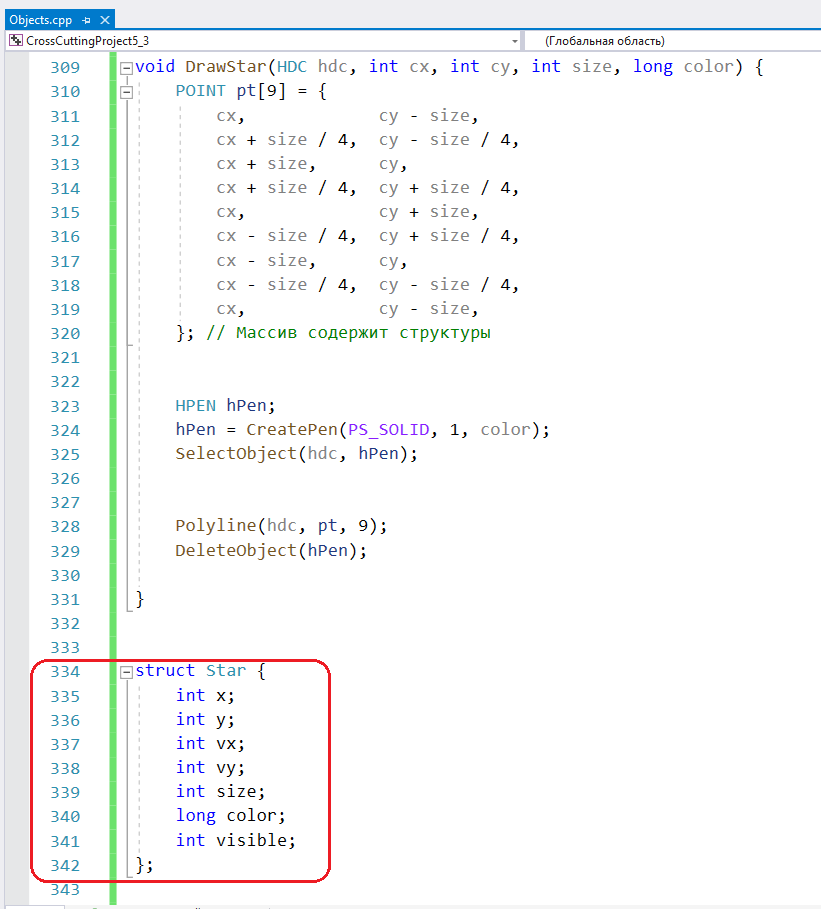 Objects.cpp
CrossCuttingProject5_3 (Глобальная область)
309 void DrawStar(HDC hdc, int cx, int cy, int size, long color) {
310 POINT pt[9] = {
311 cx, cy - size,
312 cx + size / 4, cy - size / 4,
313 cx + size, cy,
314 cx + size / 4, cy + size / 4,
315 cx, cy + size,
316 cx - size / 4, cy + size / 4,
317 cx - size, cy,
318 cx - size / 4, cy - size / 4,
319 cx, cy - size,
320 }; // Массив содержит структуры
321
322
323 HPEN hPen;
324 hPen = CreatePen(PS_SOLID, 1, color);
325 SelectObject(hdc, hPen);
326
327
328 Polyline(hdc, pt, 9);
329 DeleteObject(hPen);
330
331 }
332
333
334 struct Star {
335 int x;
336 int y;
337 int vx;
338 int vy;
339 int size;
340 long color;
341 int visible;
342 };
343